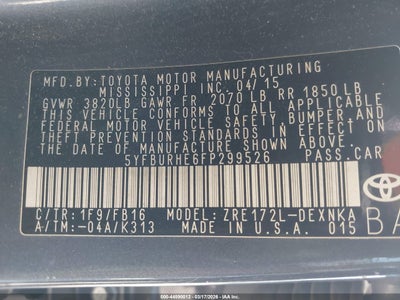 MFD.BY:TOYOTA MOTOR MANUFACTURING
MISSISSIPPI INC. 04/15
GVWR 3820LB GAWR FR 2070 LB RR 1850 LB
THIS VEHICLE CONFORMS TO ALL APPLICABLE
FEDERAL MOTOR VEHICLE SAFETY, BUMPER, AND
THEFT PREVENTION STANDARDS IN EFFECT ON
THE DATE OF MANUFACTURE SHOWN ABOVE.
5YFBURHE6FP299526 PASS.CAR
C/TR:1F9/FB16 MODEL:ZRE172L-DEXNKA
A/TM:-04A/K313 MADE IN U.S.A. 015
TOYOTA
BA
500-44590013 - 03/17/2026 - IAA Inc.